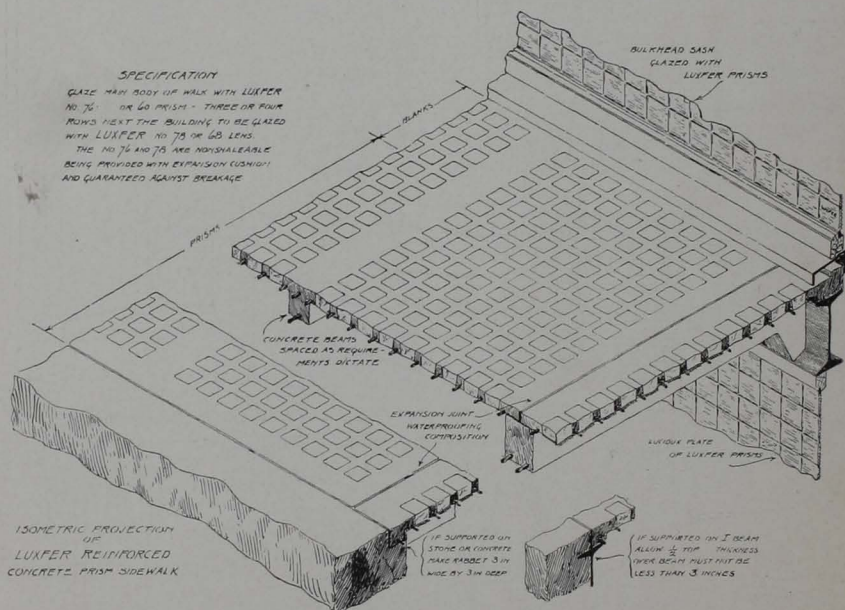 SPECIFICATION
GLAZE MAIN BODY OF WALK WITH LUXFER
NO 76 OR 60 PRISM - THREE OR FOUR
ROWS NEXT THE BUILDING TO BE GLAZED
WITH LUXFER NO 78 OR 68 LENS.
THE NO 76 AND 78 ARE NONSHALEABLE
BEING PROVIDED WITH EXPANSION CUSHION
AND GUARANTEED AGAINST BREAKAGE
BULKHEAD SASH
GLAZED WITH
LUXFER PRISMS
BLANKS
PRISMS
CONCRETE BEAMS
SPACED AS REQUIRE-
MENTS DICTATE
EXPANSION JOINT
WATERPROOFING
COMPOSITION
PLATE
OF LUXFER PRISMS
ISOMETRIC PROJECTION
OF
LUXFER REINFORCED
CONCRETE PRISM SIDEWALK
IF SUPPORTED ON
STONE OR CONCRETE
MAKE RABBET 3 IN
WIDE BY 3 IN DEEP
IF SUPPORTED ON I BEAM
ALLOW 1/2 TOP THICKNESS
OVER BEAM MUST NOT BE
LESS THAN 3 INCHES